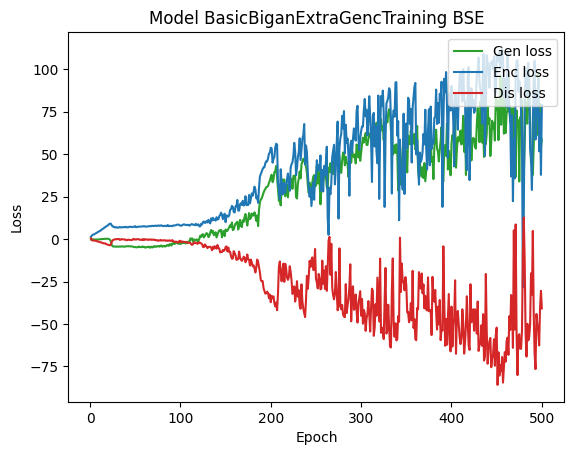 Model BasicBiganExtraGencTraining BSE
Gen loss
Enc loss
Dis loss
100
75
50
25
0
−25
−50
−75
Loss
0
100
200
300
400
500
Epoch